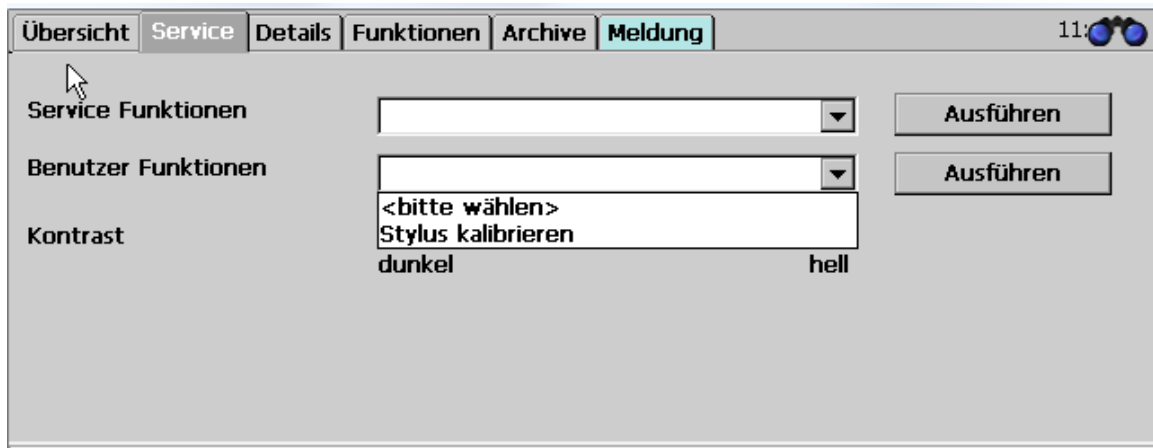 Übersicht Service Details Funktionen Archive Meldung 11:
Service Funktionen Ausführen
Benutzer Funktionen Ausführen
<bitte wählen>
Stylus kalibrieren
Kontrast
dunkel hell